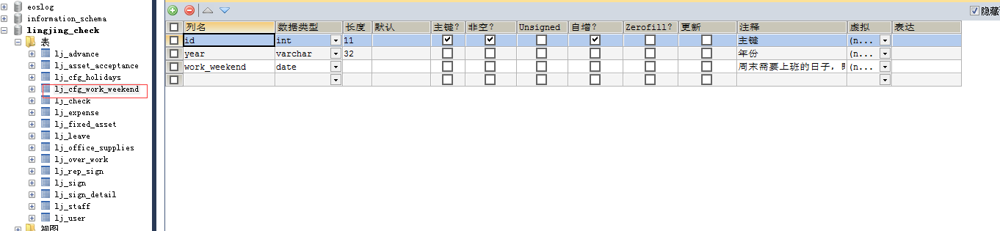 eoslog
information_schema
lingjing_check
表
lj_advance
lj_asset_acceptance
lj_cfg_holidays
lj_cfg_work_weekend
lj_check
lj_expense
lj_fixed_asset
lj_leave
lj_office_supplies
lj_over_work
lj_rep_sign
lj_sign
lj_sign_detail
lj_staff
lj_user
视图
隐藏
列名 数据类型 长度 默认 主键? 非空? Unsigned 自增? Zerofill? 更新 注释 虚拟 表达
id int 11 主键 (n...
year varchar 32 年份 (n...
work_weekend date 周末需要上班的日子, (n...